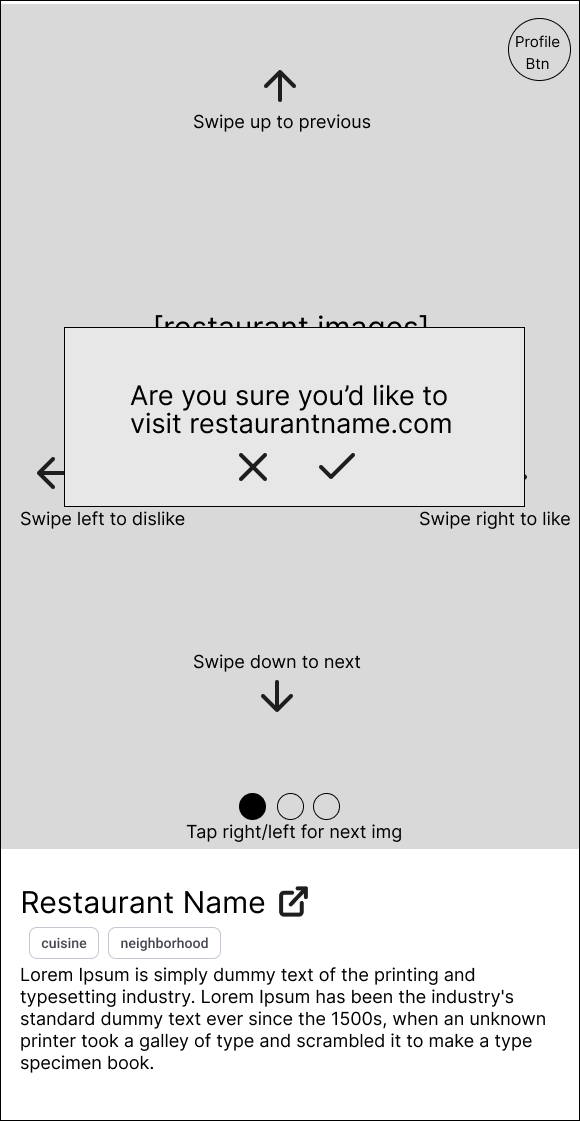 Profile
Btn
Swipe up to previous
[restaurant images]
Are you sure you’d like to
visit restaurantname.com
Swipe left to dislike
Swipe right to like
Swipe down to next
Tap right/left for next img
Restaurant Name
cuisine
neighborhood
Lorem Ipsum is simply dummy text of the printing and
typesetting industry. Lorem Ipsum has been the industry's
standard dummy text ever since the 1500s, when an unknown
printer took a galley of type and scrambled it to make a type
specimen book.